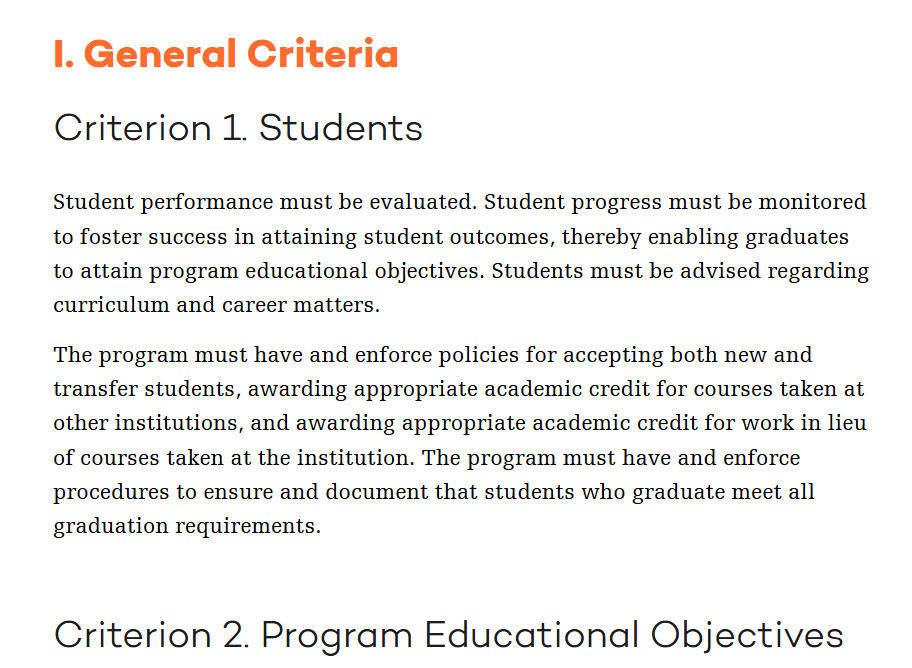 I. General Criteria
Criterion 1. Students
Student performance must be evaluated. Student progress must be monitored
to foster success in attaining student outcomes, thereby enabling graduates
to attain program educational objectives. Students must be advised regarding
curriculum and career matters.
The program must have and enforce policies for accepting both new and
transfer students, awarding appropriate academic credit for courses taken at
other institutions, and awarding appropriate academic credit for work in lieu
of courses taken at the institution. The program must have and enforce
procedures to ensure and document that students who graduate meet all
graduation requirements.
Criterion 2. Program Educational Objectives